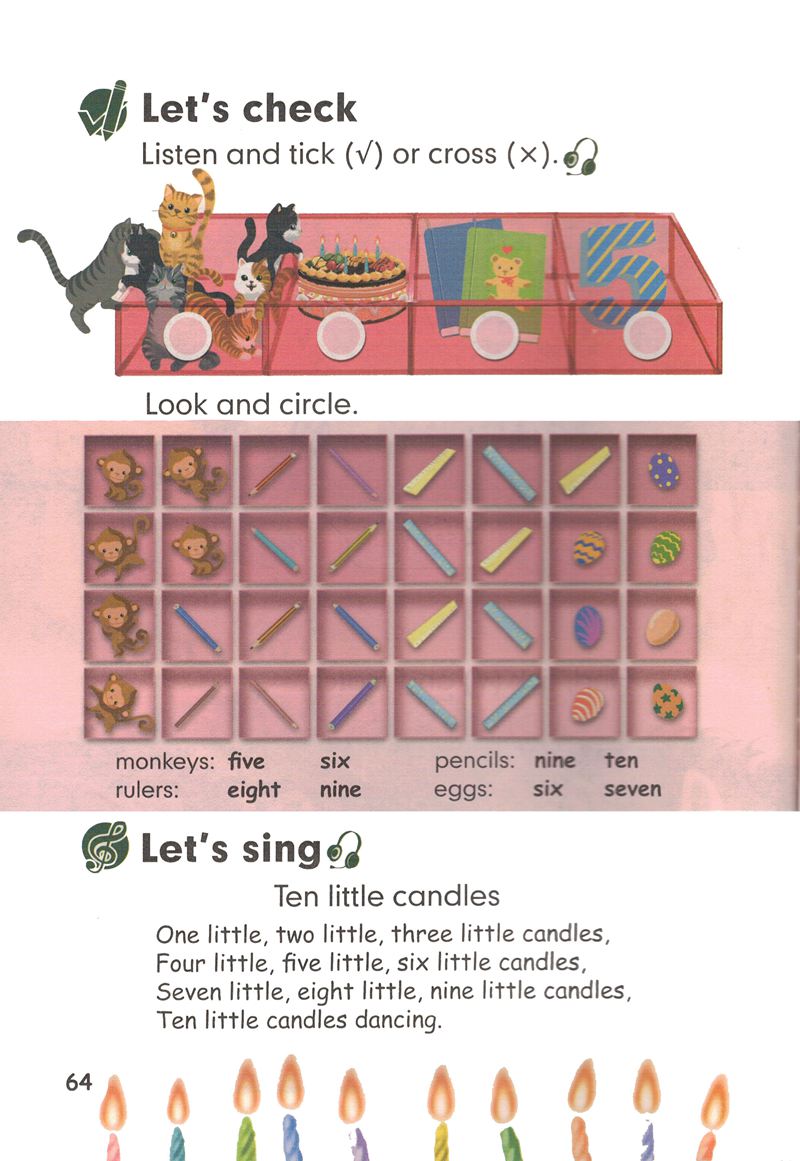 Let's check
Listen and tick (√) or cross (×).
5
Look and circle.
monkeys: five six pencils: nine ten
rulers: eight nine eggs: six seven
Let's sing
Ten little candles
One little, two little, three little candles,
Four little, five little, six little candles,
Seven little, eight little, nine little candles,
Ten little candles dancing.
64